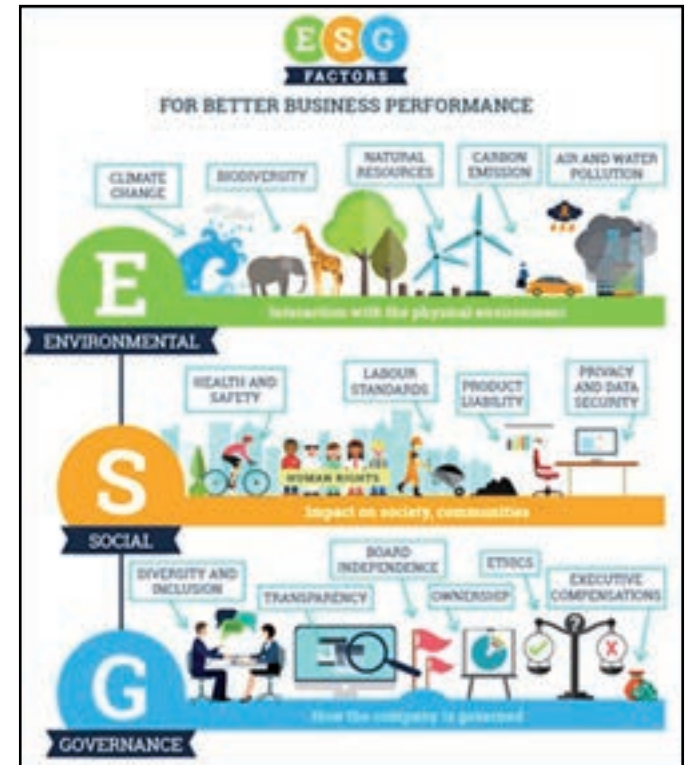 E S G
FACTORS
FOR BETTER BUSINESS PERFORMANCE
CLIMATE
CHANGE
BIODIVERSITY
NATURAL
RESOURCES
CARBON
EMISSION
AIR AND WATER
POLLUTION
E
Interaction with the physical environment
ENVIRONMENTAL
HEALTH AND
SAFETY
LABOUR
STANDARDS
PRODUCT
LIABILITY
PRIVACY
AND DATA
SECURITY
HUMAN RIGHTS
S
Impact on society, communities
SOCIAL
DIVERSITY AND
INCLUSION
TRANSPARENCY
BOARD
INDEPENDENCE
OWNERSHIP
ETHICS
EXECUTIVE
COMPENSATIONS
?
G
How the company is governed
GOVERNANCE